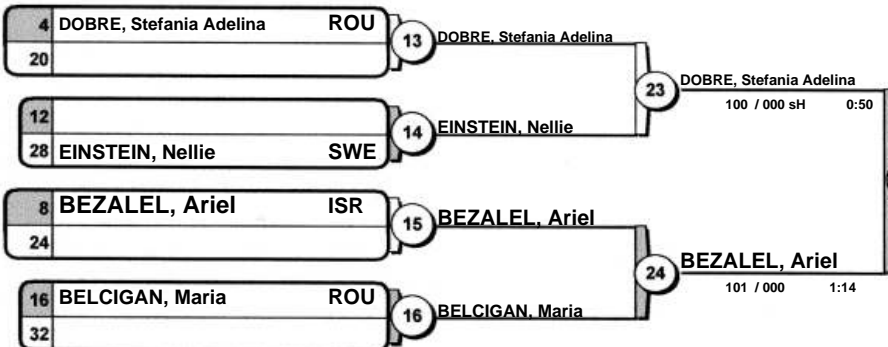 4 DOBRE, Stefania Adelina ROU
20
13 DOBRE, Stefania Adelina
12
28 EINSTEIN, Nellie SWE
14 EINSTEIN, Nellie
23 DOBRE, Stefania Adelina
100 / 000 sH 0:50
8 BEZALEL, Ariel ISR
24
15 BEZALEL, Ariel
16 BELCIGAN, Maria ROU
32
16 BELCIGAN, Maria
24 BEZALEL, Ariel
101 / 000 1:14